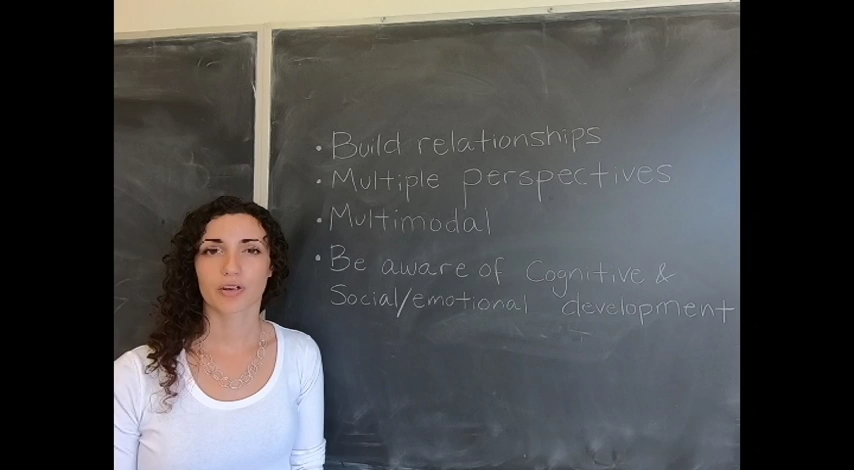 • Build relationships
• Multiple perspectives
• Multimodal
• Be aware of Cognitive &
Social/emotional development